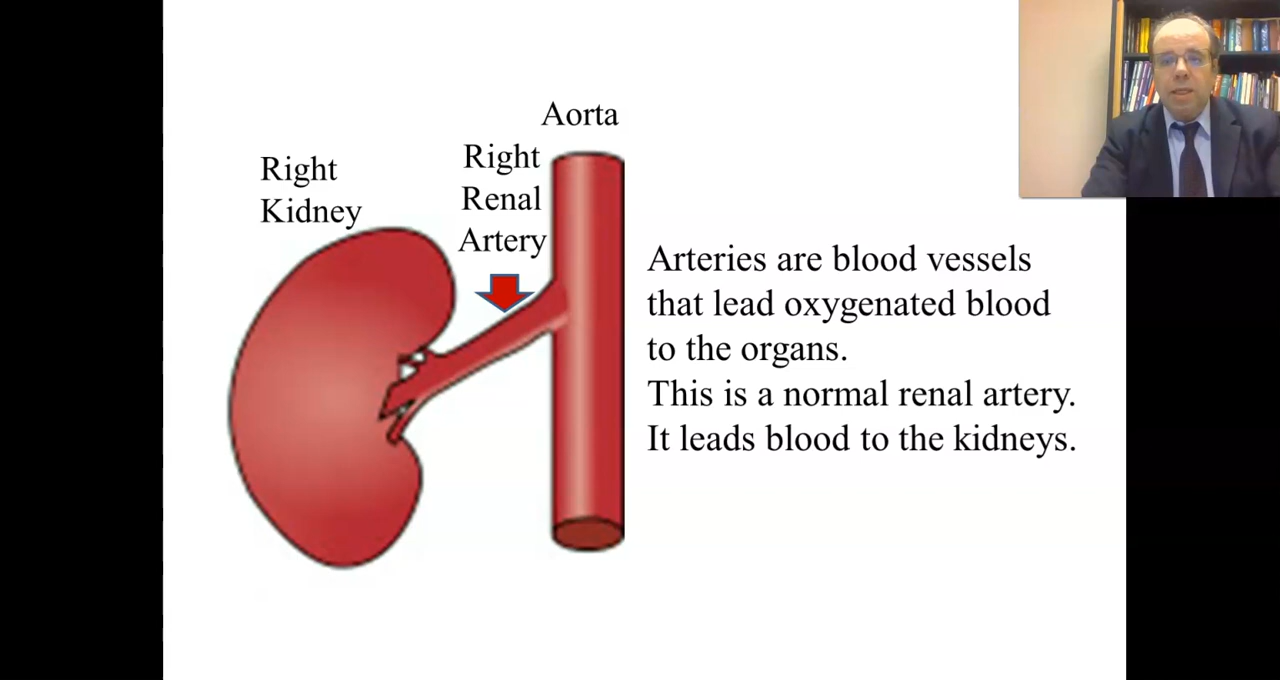 Aorta
Right
Kidney
Right
Renal
Artery
Arteries are blood vessels
that lead oxygenated blood
to the organs.
This is a normal renal artery.
It leads blood to the kidneys.